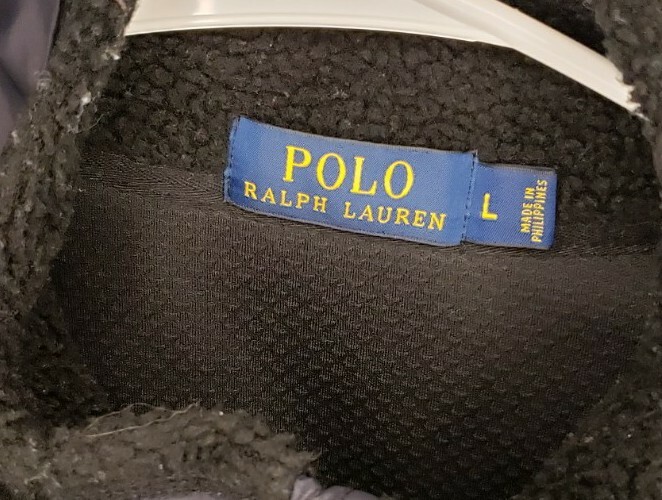 POLO
RALPH LAUREN
L
MADE IN
PHILIPPINES